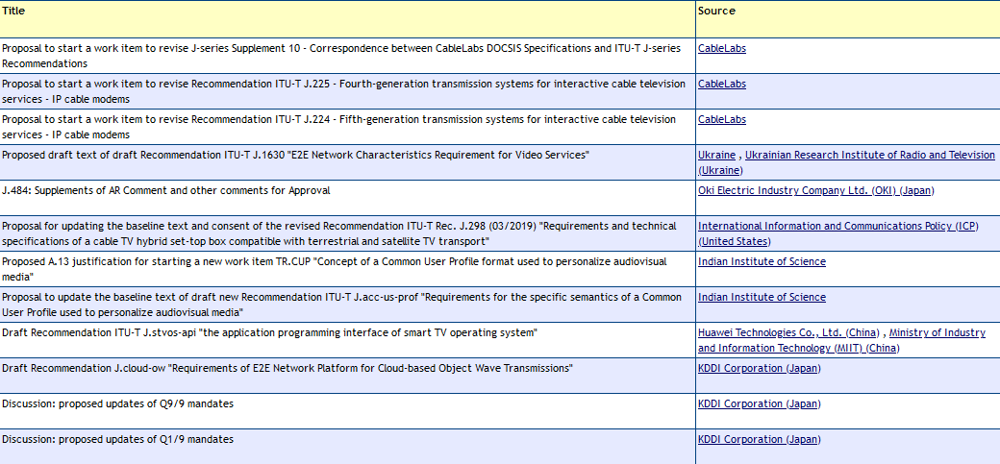 Title
Source
Proposal to start a work item to revise J-series Supplement 10 - Correspondence between CableLabs DOCSIS Specifications and ITU-T J-series
Recommendations
CableLabs
Proposal to start a work item to revise Recommendation ITU-T J.225 - Fourth-generation transmission systems for interactive cable television
services - IP cable modems
CableLabs
Proposal to start a work item to revise Recommendation ITU-T J.224 - Fifth-generation transmission systems for interactive cable television
services - IP cable modems
CableLabs
Proposed draft text of draft Recommendation ITU-T J.1630 "E2E Network Characteristics Requirement for Video Services"
Ukraine , Ukrainian Research Institute of Radio and Television
(Ukraine)
J.484: Supplements of AR Comment and other comments for Approval
Oki Electric Industry Company Ltd. (OKI) (Japan)
Proposal for updating the baseline text and consent of the revised Recommendation ITU-T Rec. J.298 (03/2019) "Requirements and technical
specifications of a cable TV hybrid set-top box compatible with terrestrial and satellite TV transport"
International Information and Communications Policy (ICP)
(United States)
Proposed A.13 justification for starting a new work item TR.CUP "Concept of a Common User Profile format used to personalize audiovisual
media"
Indian Institute of Science
Proposal to update the baseline text of draft new Recommendation ITU-T J.acc-us-prof "Requirements for the specific semantics of a Common
User Profile used to personalize audiovisual media"
Indian Institute of Science
Draft Recommendation ITU-T J.stvos-api "the application programming interface of smart TV operating system"
Huawei Technologies Co., Ltd. (China) , Ministry of Industry
and Information Technology (MIIT) (China)
Draft Recommendation J.cloud-ow "Requirements of E2E Network Platform for Cloud-based Object Wave Transmissions"
KDDI Corporation (Japan)
Discussion: proposed updates of Q9/9 mandates
KDDI Corporation (Japan)
Discussion: proposed updates of Q1/9 mandates
KDDI Corporation (Japan)